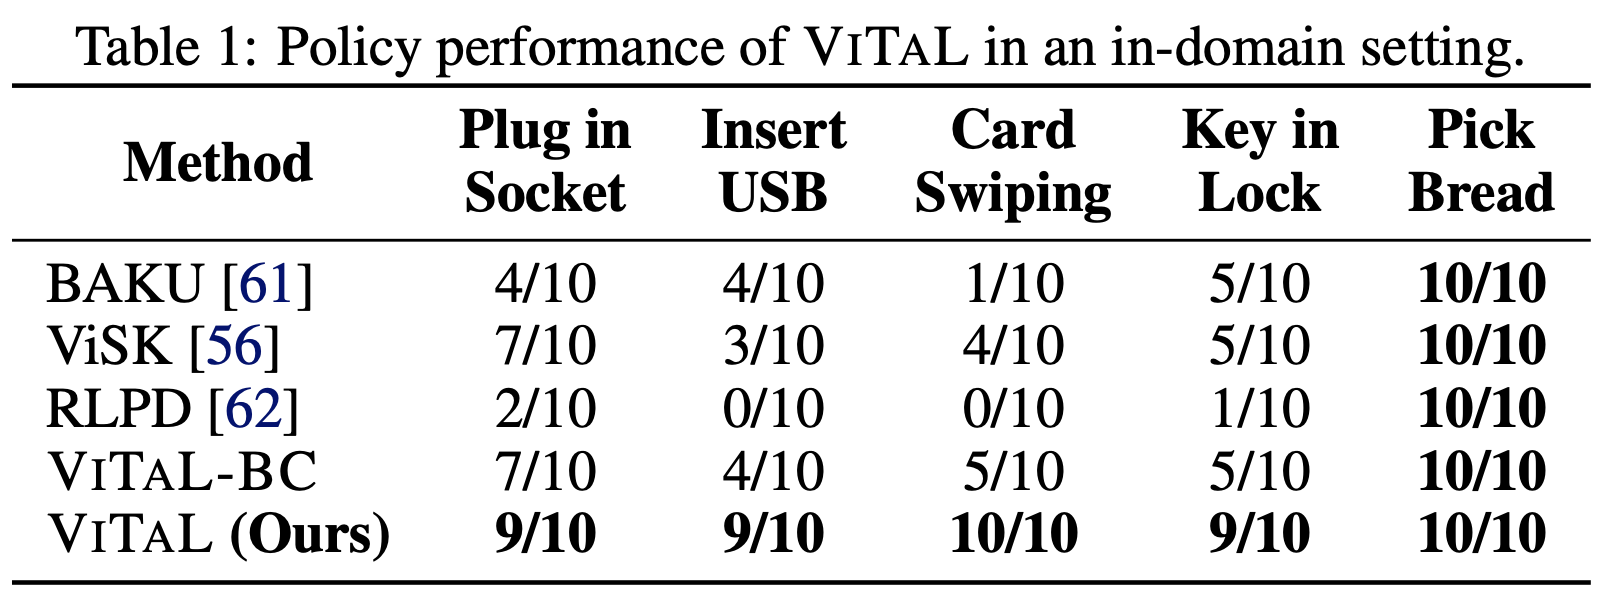 Table 1: Policy performance of VITAL in an in-domain setting.
Method Plug in Socket Insert USB Card Swiping Key in Lock Pick Bread
BAKU [61] 4/10 4/10 1/10 5/10 10/10
ViSK [56] 7/10 3/10 4/10 5/10 10/10
RLPD [62] 2/10 0/10 0/10 1/10 10/10
VITAL-BC 7/10 4/10 5/10 5/10 10/10
VITAL (Ours) 9/10 9/10 10/10 9/10 10/10